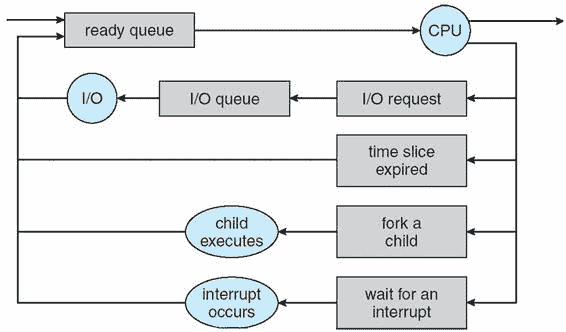 ready queue
CPU
I/O
I/O queue
I/O request
time slice
expired
child
executes
fork a
child
interrupt
occurs
wait for an
interrupt